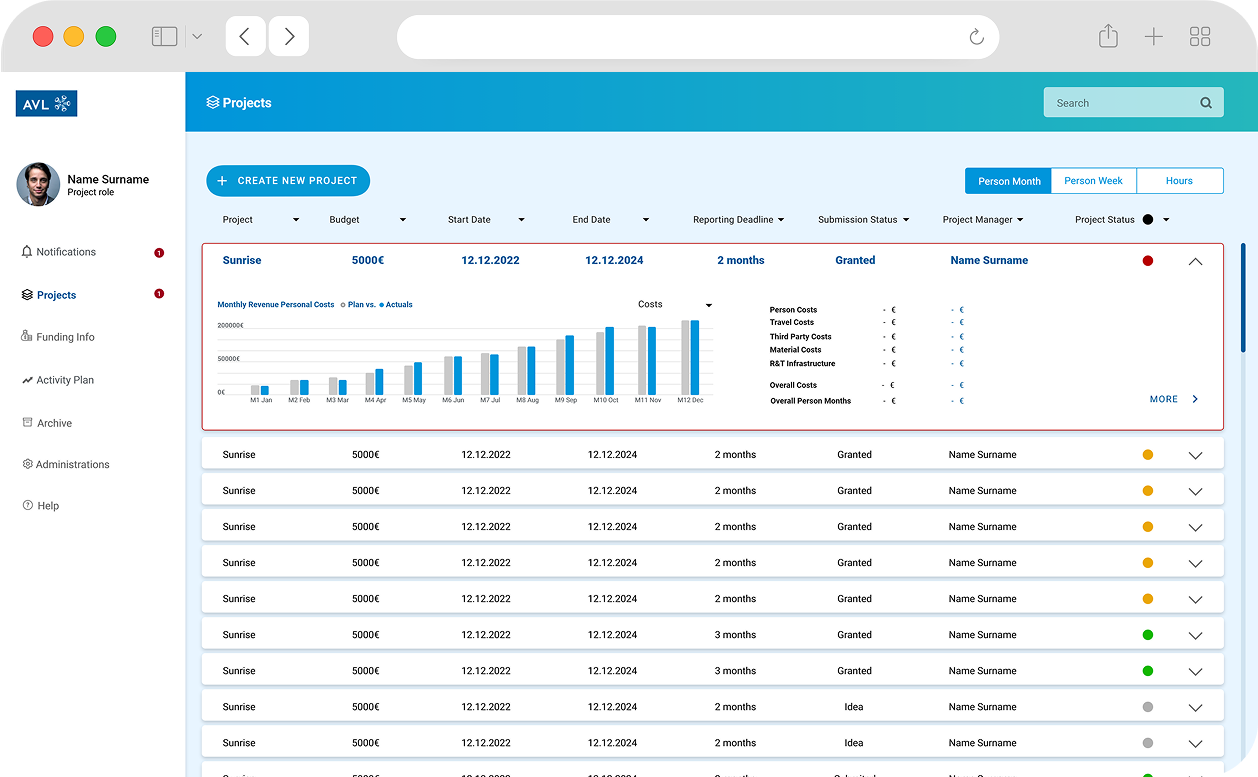 AVL
Projects
Search
Name Surname
Project role
CREATE NEW PROJECT
Person Month Person Week Hours
Project Budget Start Date End Date Reporting Deadline Submission Status Project Manager Project Status
Notifications 1
Projects 1
Funding Info
Activity Plan
Archive
Administrations
Help
Sunrise 5000€ 12.12.2022 12.12.2024 2 months Granted Name Surname
Monthly Revenue Personal Costs Plan vs. Actuals
Costs
200000€
50000€
0€
M1 Jan M2 Feb M3 Mar M4 Apr M5 May M6 Jun M7 Jul M8 Aug M9 Sep M10 Oct M11 Nov M12 Dec
Person Costs - € - €
Travel Costs - € - €
Third Party Costs - € - €
Material Costs - € - €
R&T Infrastructure - € - €
Overall Costs - € - €
Overall Person Months - € - €
MORE
Sunrise 5000€ 12.12.2022 12.12.2024 2 months Granted Name Surname
Sunrise 5000€ 12.12.2022 12.12.2024 2 months Granted Name Surname
Sunrise 5000€ 12.12.2022 12.12.2024 2 months Granted Name Surname
Sunrise 5000€ 12.12.2022 12.12.2024 2 months Granted Name Surname
Sunrise 5000€ 12.12.2022 12.12.2024 2 months Granted Name Surname
Sunrise 5000€ 12.12.2022 12.12.2024 3 months Granted Name Surname
Sunrise 5000€ 12.12.2022 12.12.2024 3 months Granted Name Surname
Sunrise 5000€ 12.12.2022 12.12.2024 2 months Idea Name Surname
Sunrise 5000€ 12.12.2022 12.12.2024 2 months Idea Name Surname